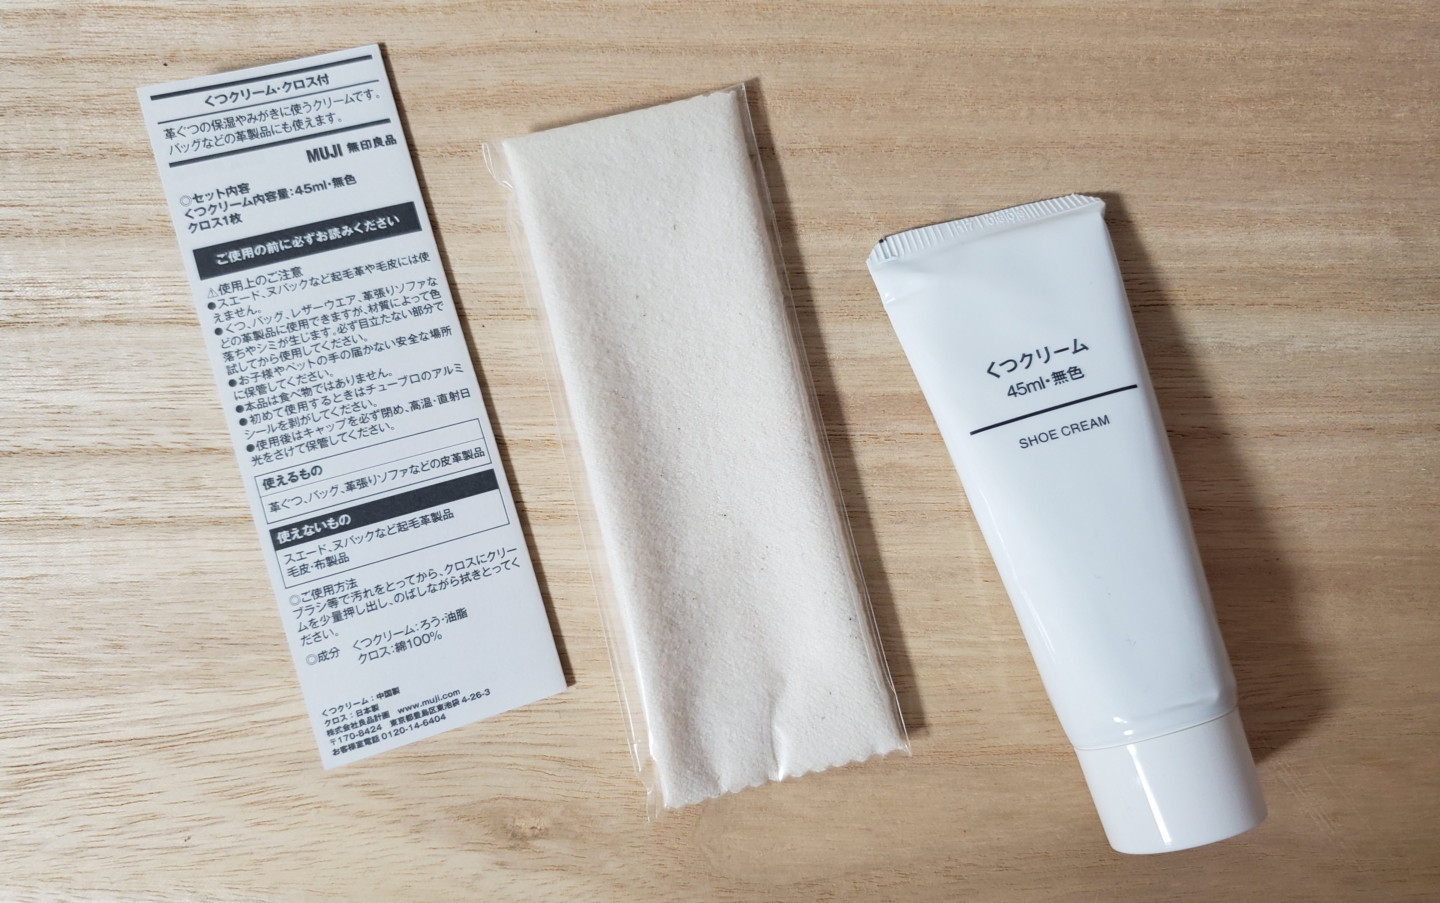 くつクリーム・クロス付
革ぐつの保湿やみがきに使うクリームです。
バッグなどの革製品にも使えます。
MUJI 無印良品
◎セット内容
くつクリーム内容量：45ml・無色
クロス1枚
ご使用の前に必ずお読みください
⚠使用上のご注意
●スエード、ヌバックなど起毛革や毛皮には使
えません。
●くつ、バッグ、レザーウエア、革張りソファな
どの革製品に使用できますが、材質によって色
落ちやシミが生じます。必ず目立たない部分で
試してから使用してください。
●お子様やペットの手の届かない安全な場所
に保管してください。
●本品は食べ物ではありません。
●初めて使用するときはチューブ口のアルミ
シールを剥がしてください。
●使用後はキャップを必ず閉め、高温・直射日
光をさけて保管してください。
使えるもの
革ぐつ、バッグ、革張りソファなどの皮革製品
使えないもの
スエード、ヌバックなど起毛革製品
毛皮・布製品
◎ご使用方法
ブラシ等で汚れをとってから、クロスにクリー
ムを少量押し出し、のばしながら拭きとってく
ださい。
◎成分 くつクリーム：ろう・油脂
クロス：綿100%
くつクリーム：中国製
クロス：日本製
株式会社良品計画 www.muji.com
〒170-8424 東京都豊島区東池袋4-26-3
お客様室電話 0120-14-6404
くつクリーム
45ml・無色
SHOE CREAM